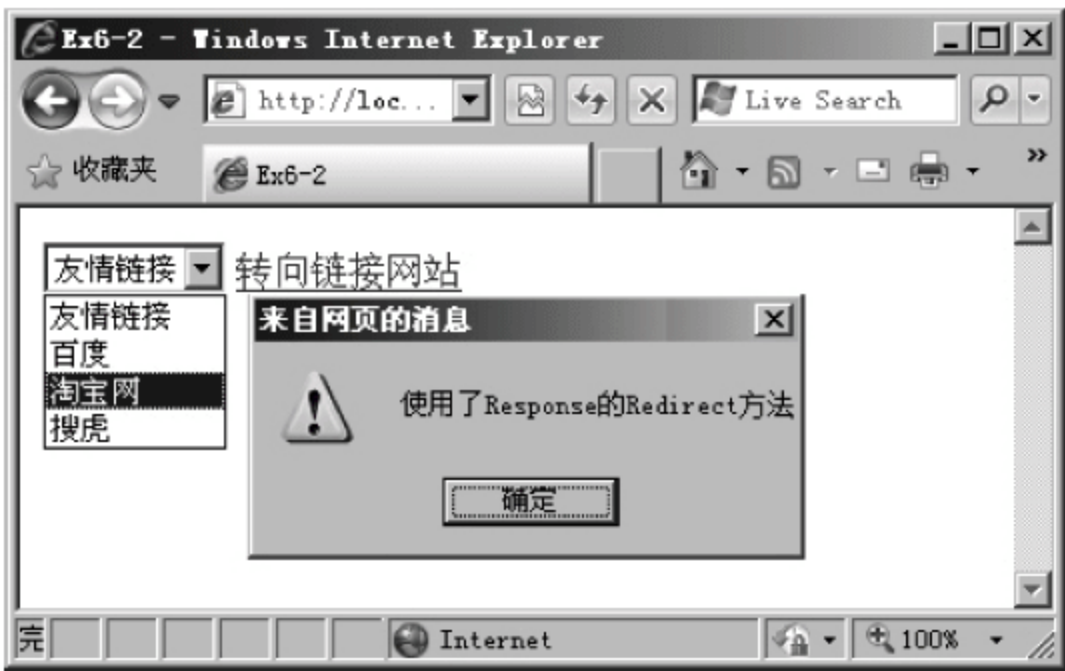 Ex6-2 - Windows Internet Explorer
http://loc... Live Search
收藏夹 Ex6-2 »
友情链接 转向链接网站
友情链接
百度
淘宝网
搜虎
来自网页的消息
使用了Response的Redirect方法
确定
完 Internet 100%